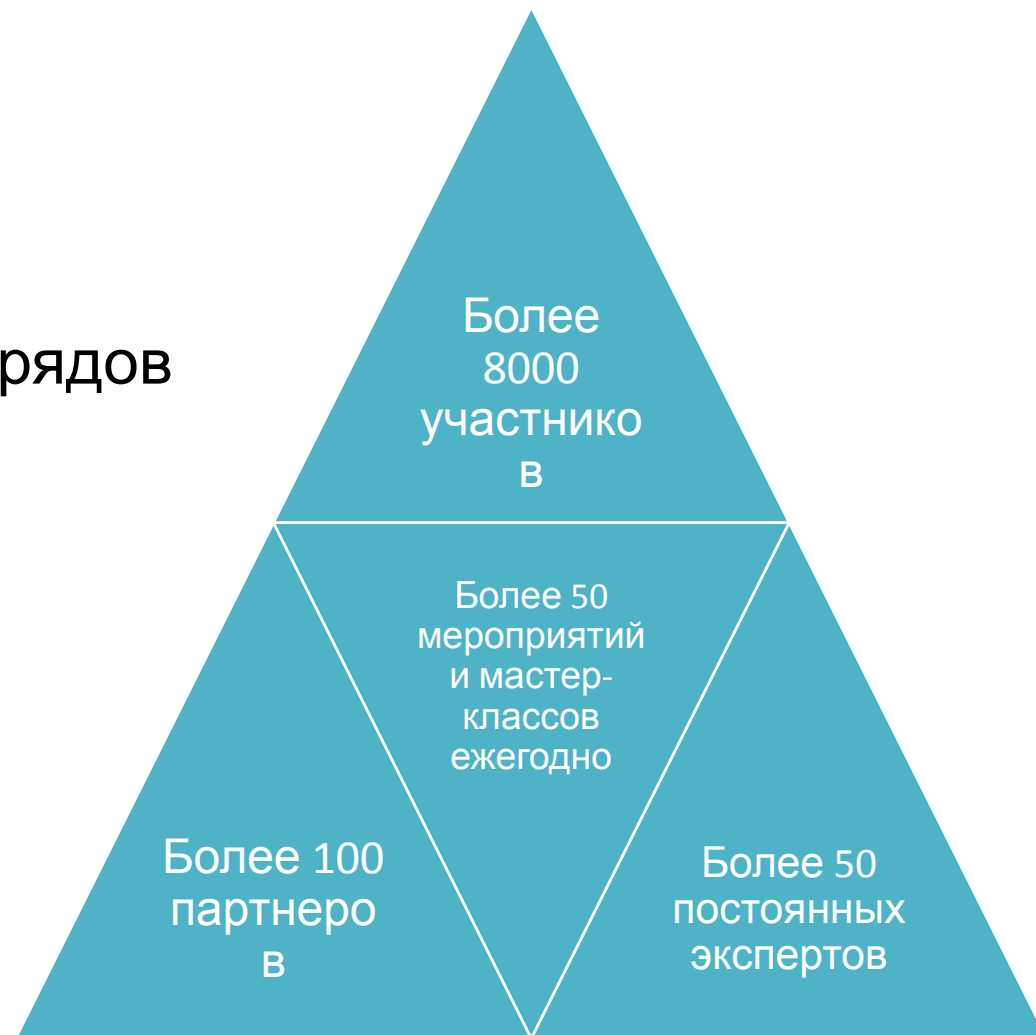 Более
8000
участнико
в
рядов
Более 50
мероприятий
и мастер-
классов
ежегодно
Более 100
партнеро
в
Более 50
постоянных
экспертов